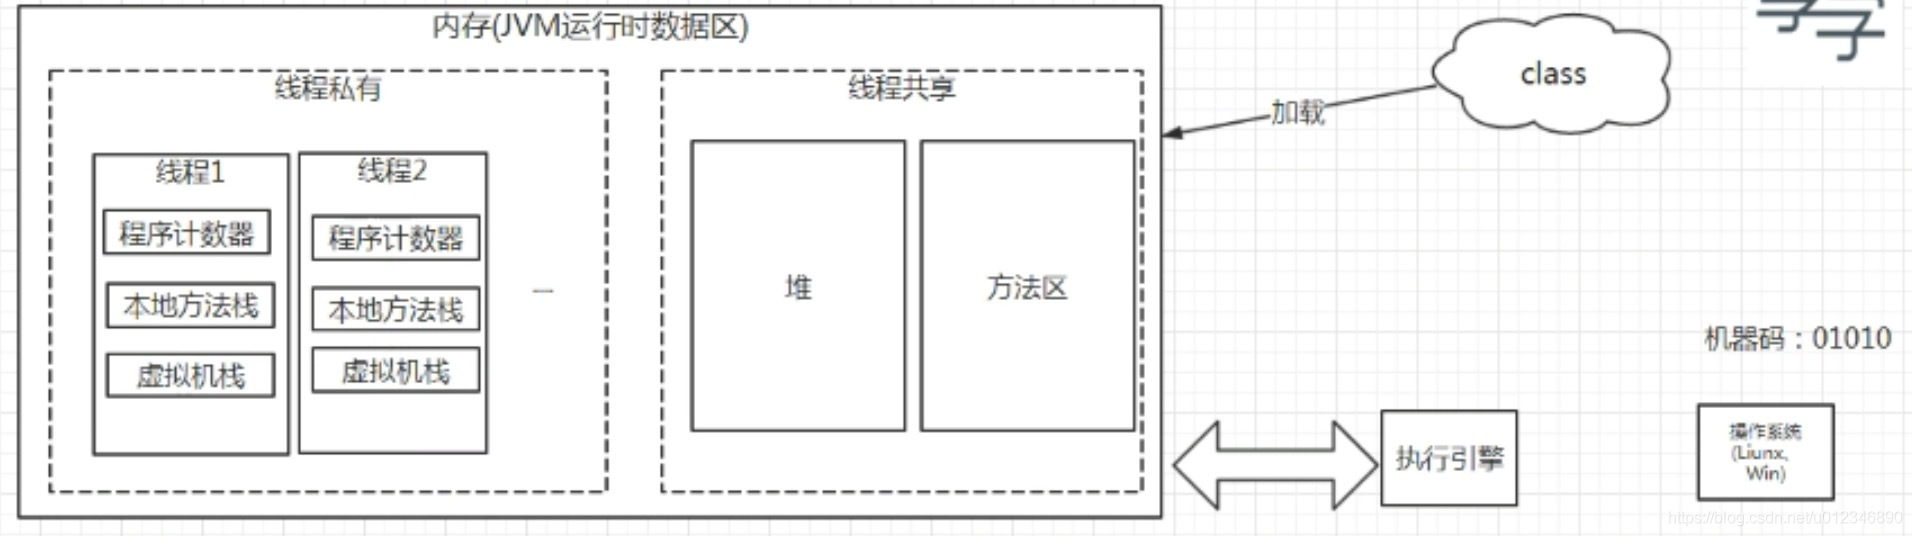 内存(JVM运行时数据区)
线程私有
线程1
程序计数器
本地方法栈
虚拟机栈
线程2
程序计数器
本地方法栈
虚拟机栈
...
线程共享
堆
方法区
加载
class
执行引擎
机器码：01010
操作系统
(Liunx、
Win)
https://blog.csdn.net/u012346890